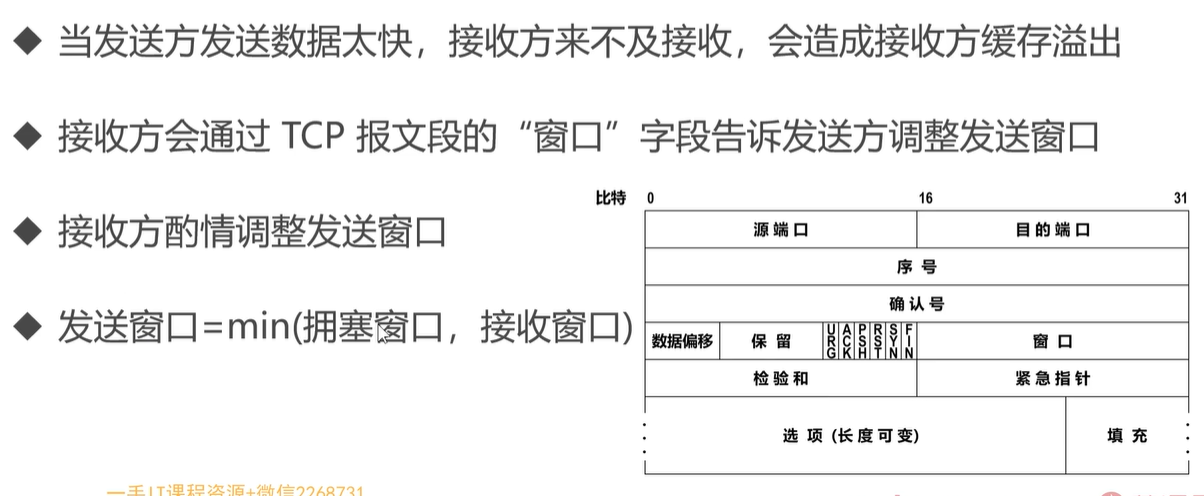 ◆ 当发送方发送数据太快，接收方来不及接收，会造成接收方缓存溢出
◆ 接收方会通过 TCP 报文段的“窗口”字段告诉发送方调整发送窗口
◆ 接收方酌情调整发送窗口
◆ 发送窗口=min(拥塞窗口，接收窗口)
比特 0 16 31
源端口 目的端口
序号
确认号
数据偏移 保留 URG ACK PSH RST SYN FIN 窗口
检验和 紧急指针
选项 (长度可变) 填充
一手IT课程资源+微信2268731